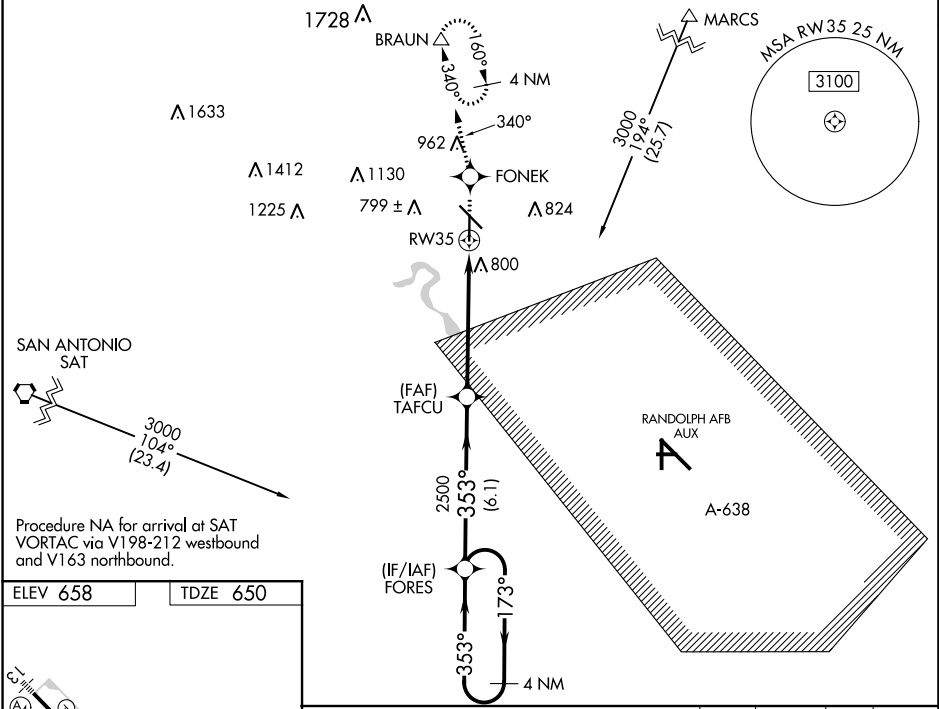 1728
BRAUN
160°
340°
4 NM
MARCS
MSA RW35 25 NM
3100
1633
3000
194°
(25.7)
340°
962
1412
1130
FONEK
1225
799 ±
824
RW35
800
SAN ANTONIO
SAT
3000
104°
(23.4)
(FAF)
TAFCU
RANDOLPH AFB
AUX
2500
353°
(6.1)
A-638
Procedure NA for arrival at SAT
VORTAC via V198-212 westbound
and V163 northbound.
(IF/IAF)
FORES
173°
353°
4 NM
ELEV 658
TDZE 650
13